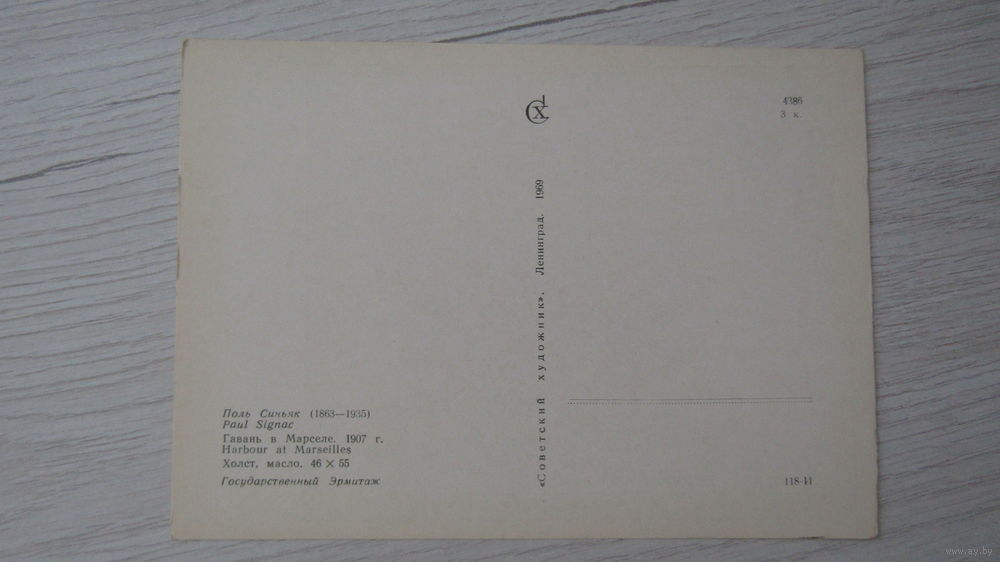 Поль Синьяк (1863—1935)
Paul Signac
Гавань в Марселе. 1907 г.
Harbour at Marseilles
Холст, масло. 46 × 55
Государственный Эрмитаж
«Советский художник». Ленинград. 1969
4386
3 к.
118-11
www.ay.by